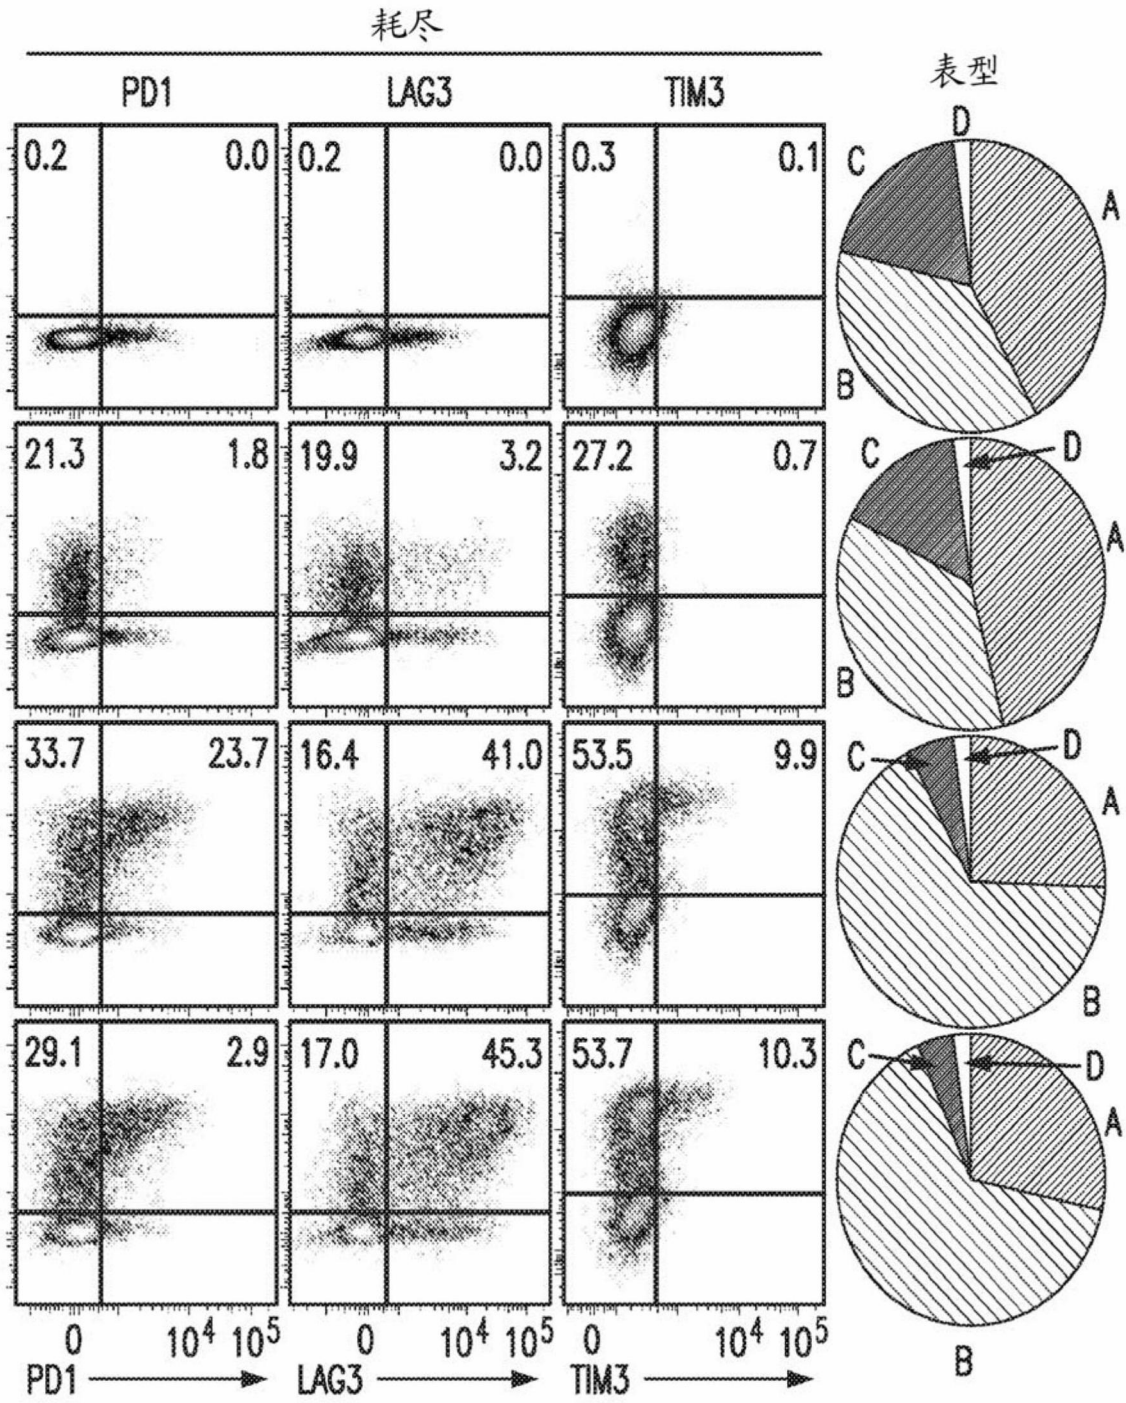 耗尽
表型
PD1 LAG3 TIM3
0.2 0.0 0.2 0.0 0.3 0.1
D
C
A
B
21.3 1.8 19.9 3.2 27.2 0.7
C D
A
B
33.7 23.7 16.4 41.0 53.5 9.9
C D
A
B
29.1 2.9 17.0 45.3 53.7 10.3
C D
A
B
0 10⁴ 10⁵ 0 10⁴ 10⁵ 0 10⁴ 10⁵
PD1 LAG3 TIM3